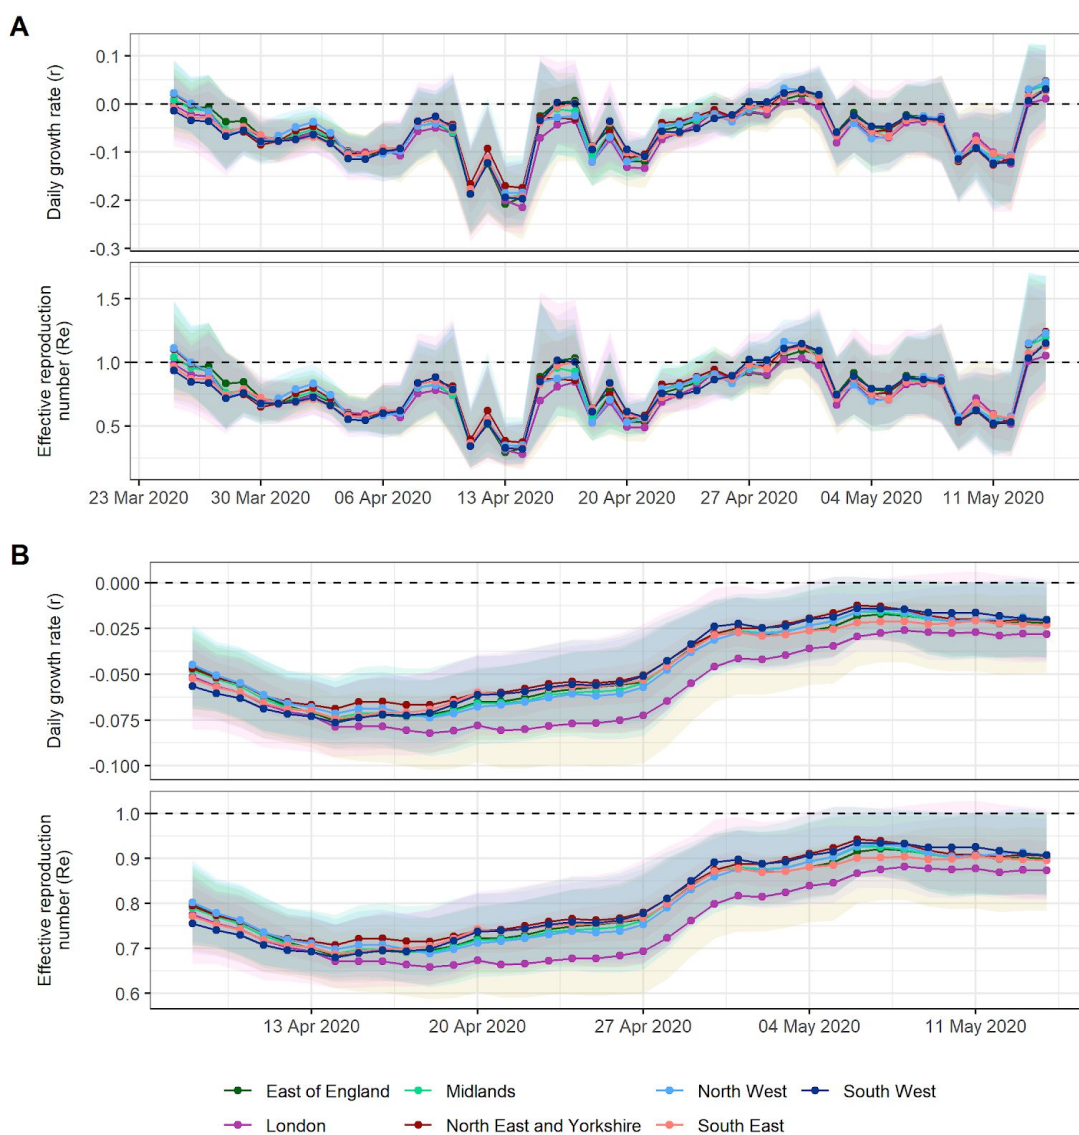 A
Daily growth rate (r)
0.1
0.0
-0.1
-0.2
-0.3
Effective reproduction
number (Re)
1.5
1.0
0.5
23 Mar 2020 30 Mar 2020 06 Apr 2020 13 Apr 2020 20 Apr 2020 27 Apr 2020 04 May 2020 11 May 2020
B
Daily growth rate (r)
0.000
-0.025
-0.050
-0.075
-0.100
Effective reproduction
number (Re)
1.0
0.9
0.8
0.7
0.6
13 Apr 2020 20 Apr 2020 27 Apr 2020 04 May 2020 11 May 2020
East of England Midlands North West South West
London North East and Yorkshire South East